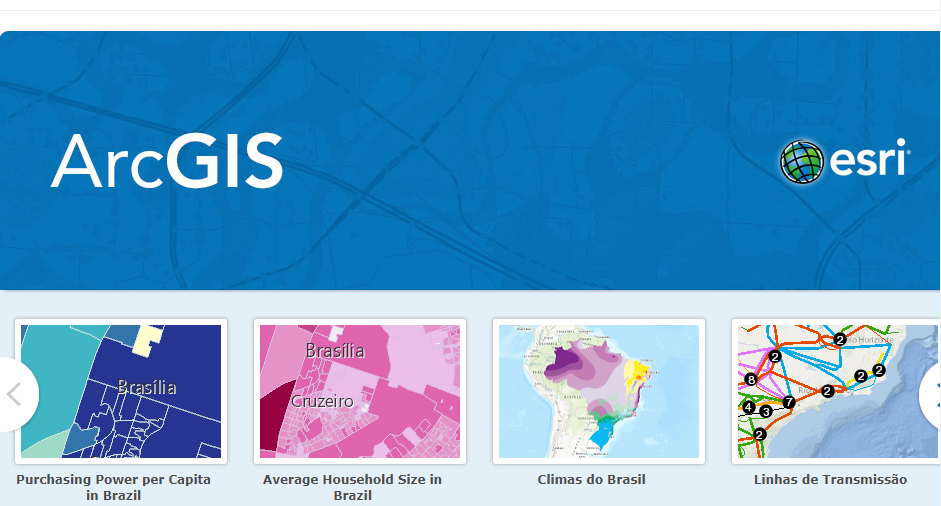 ArcGIS
esri
Brasília
Brasília
Cruzeiro
2
2
8
2
2
2
7
4
3
2
Purchasing Power per Capita
in Brazil
Average Household Size in
Brazil
Climas do Brasil
Linhas de Transmissão